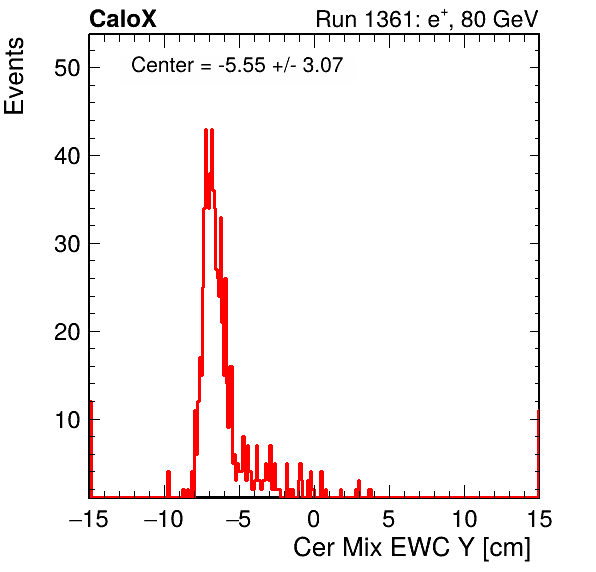 CaloX Run 1361: e⁺, 80 GeV
Center = -5.55 +/- 3.07
Events
50
40
30
20
10
−15 −10 −5 0 5 10 15
Cer Mix EWC Y [cm]